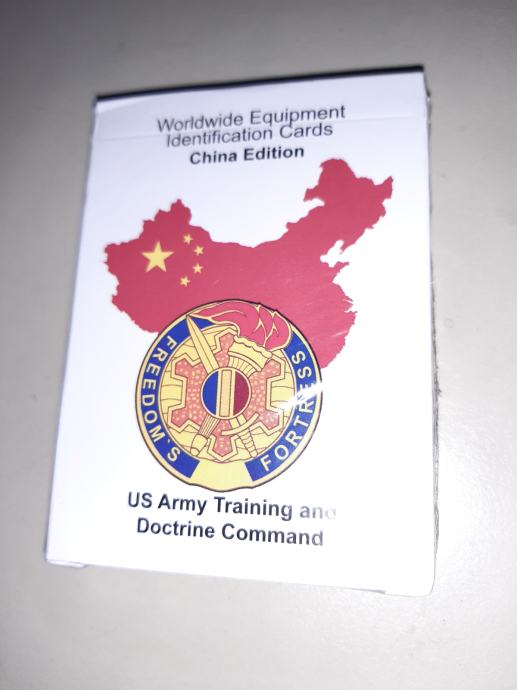 Worldwide Equipment
Identification Cards
China Edition
FREEDOM'S
FORTRESS
US Army Training and
Doctrine Command